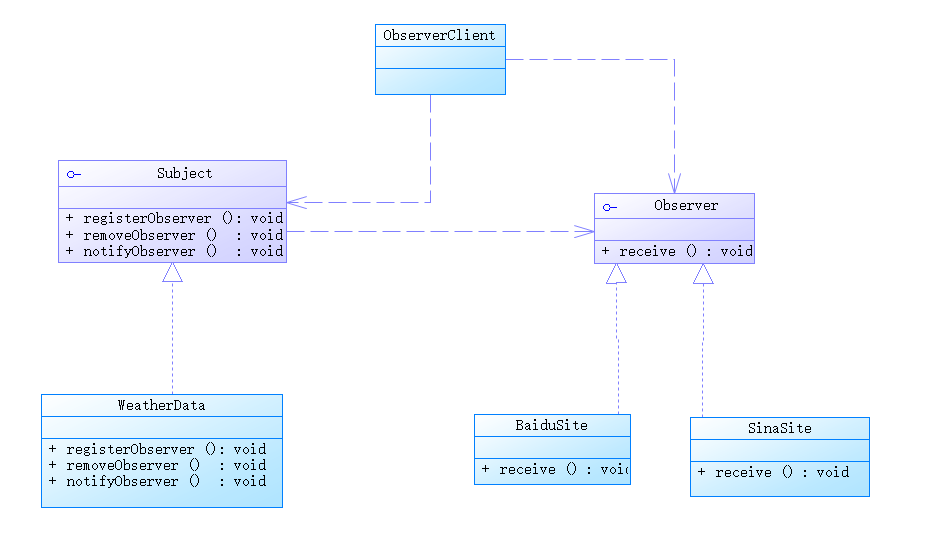 ObserverClient
Subject
+ registerObserver (): void
+ removeObserver () : void
+ notifyObserver () : void
Observer
+ receive () : void
WeatherData
+ registerObserver (): void
+ removeObserver () : void
+ notifyObserver () : void
BaiduSite
+ receive () : void
SinaSite
+ receive () : void